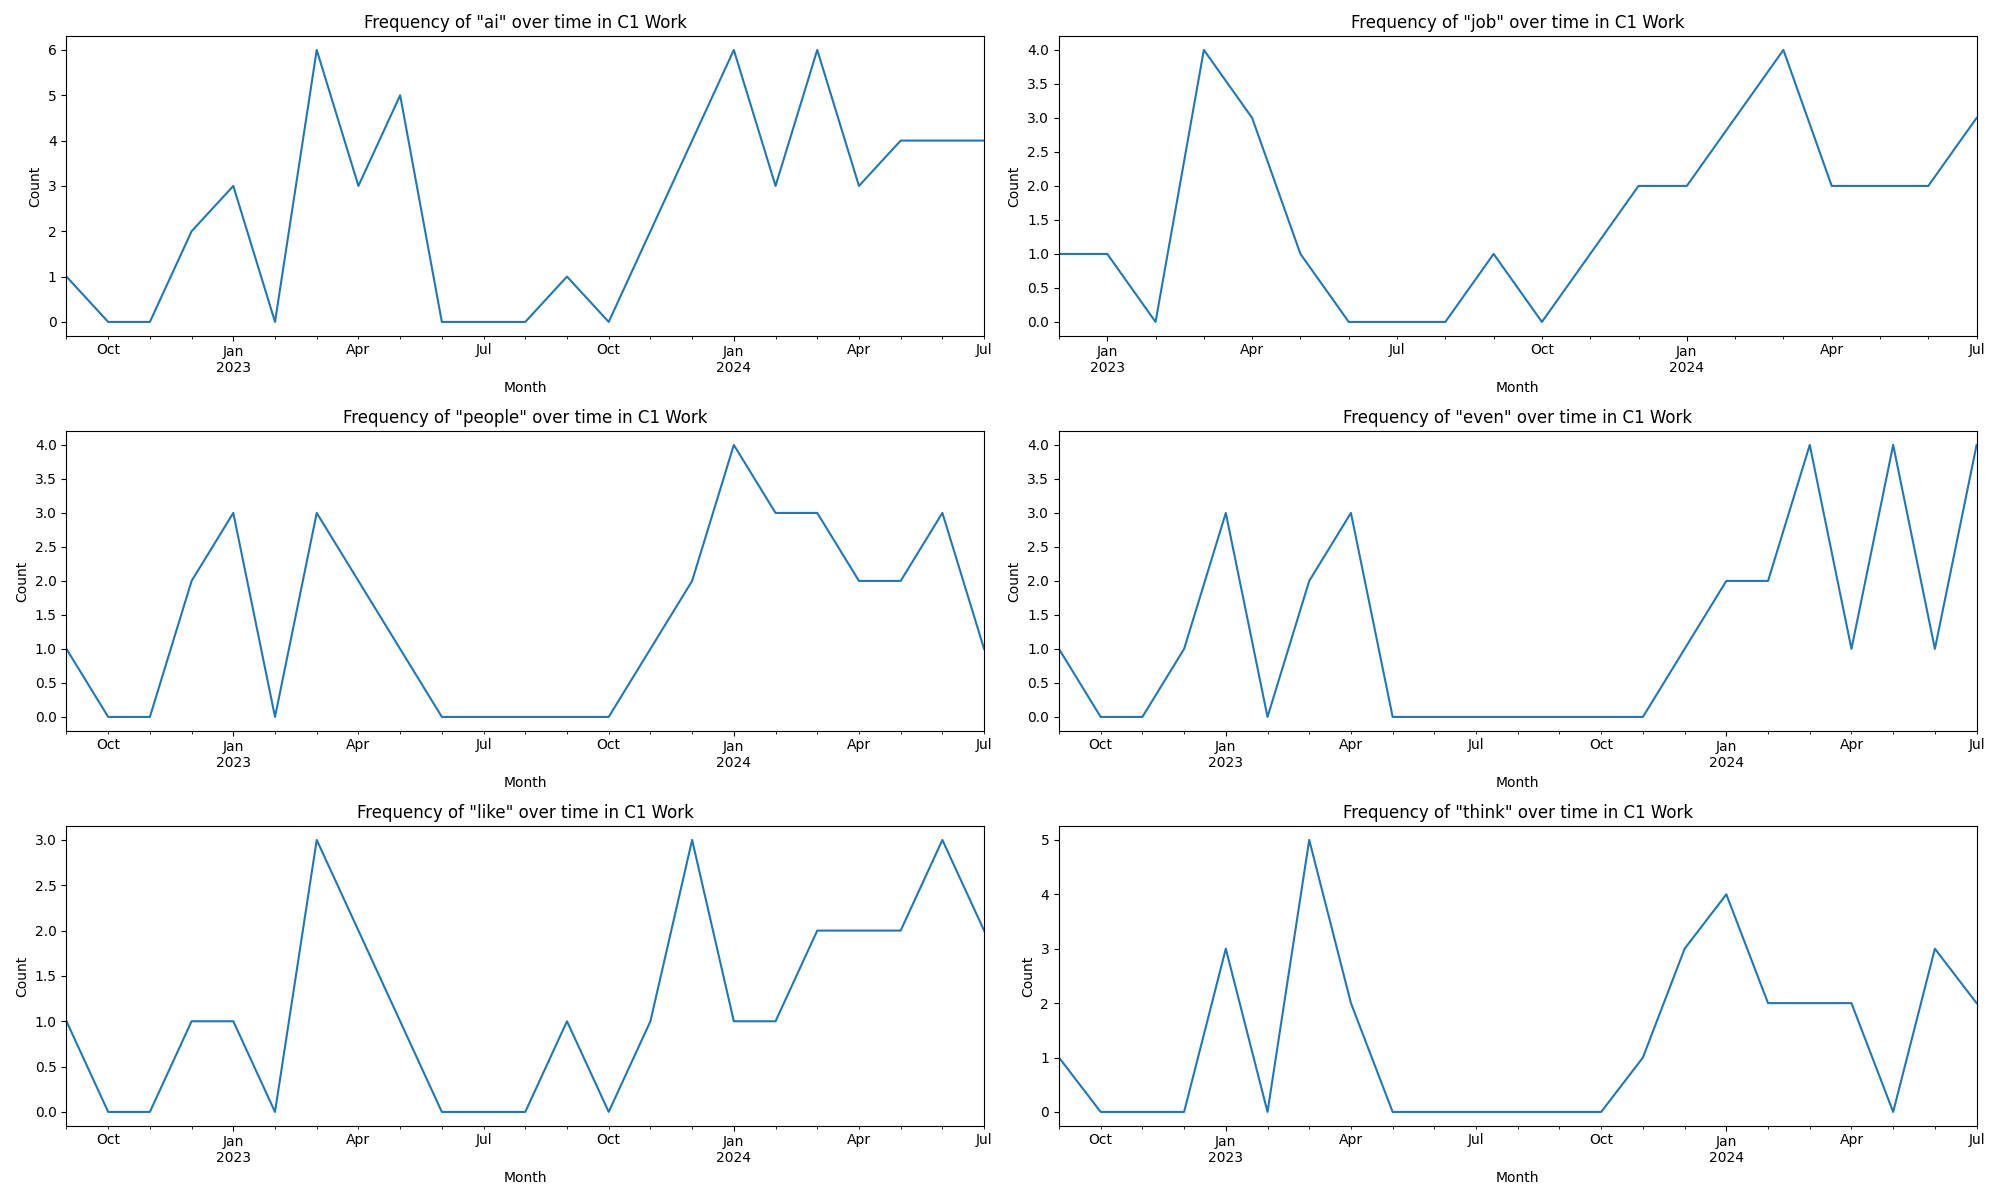 Frequency of "ai" over time in C1 Work
Count
6
5
4
3
2
1
0
Oct Jan Apr Jul Oct Jan Apr Jul
2023 2024
Month
Frequency of "job" over time in C1 Work
Count
4.0
3.5
3.0
2.5
2.0
1.5
1.0
0.5
0.0
Jan Apr Jul Oct Jan Apr Jul
2023 2024
Month
Frequency of "people" over time in C1 Work
Count
4.0
3.5
3.0
2.5
2.0
1.5
1.0
0.5
0.0
Oct Jan Apr Jul Oct Jan Apr Jul
2023 2024
Month
Frequency of "even" over time in C1 Work
Count
4.0
3.5
3.0
2.5
2.0
1.5
1.0
0.5
0.0
Oct Jan Apr Jul Oct Jan Apr Jul
2023 2024
Month
Frequency of "like" over time in C1 Work
Count
3.0
2.5
2.0
1.5
1.0
0.5
0.0
Oct Jan Apr Jul Oct Jan Apr Jul
2023 2024
Month
Frequency of "think" over time in C1 Work
Count
5
4
3
2
1
0
Oct Jan Apr Jul Oct Jan Apr Jul
2023 2024
Month